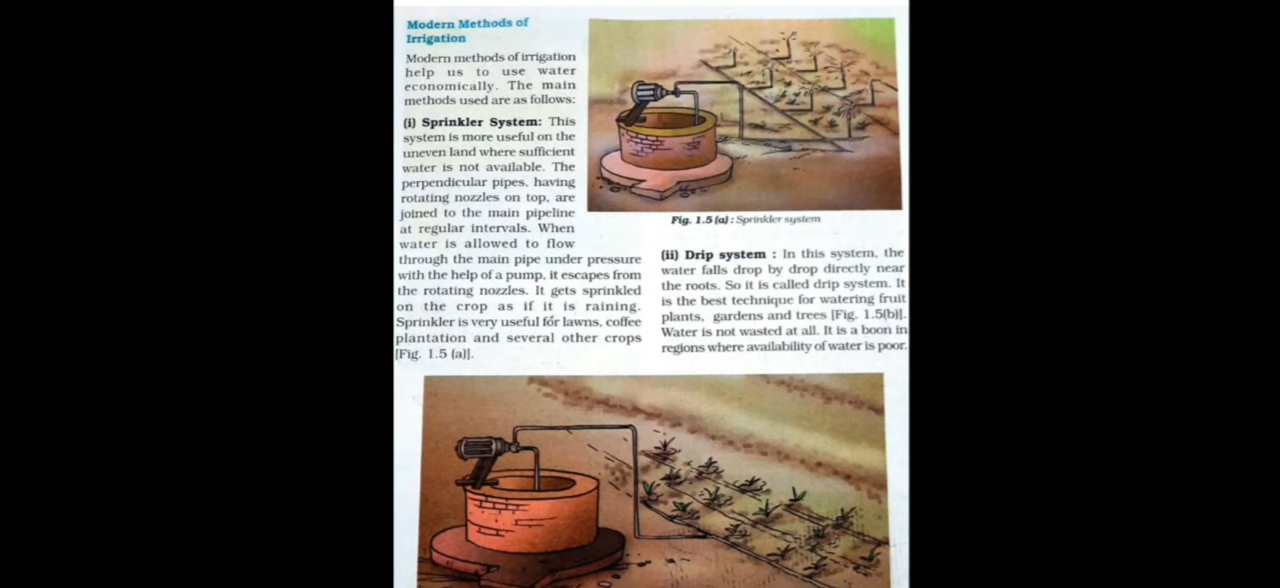 Modern Methods of
Irrigation
Modern methods of irrigation
help us to use water
economically. The main
methods used are as follows:
(i) Sprinkler System: This
system is more useful on the
uneven land where sufficient
water is not available. The
perpendicular pipes, having
rotating nozzles on top, are
joined to the main pipeline
at regular intervals. When
water is allowed to flow
through the main pipe under pressure
with the help of a pump, it escapes from
the rotating nozzles. It gets sprinkled
on the crop as if it is raining.
Sprinkler is very useful for lawns, coffee
plantation and several other crops
[Fig. 1.5 (a)].
Fig. 1.5 (a) : Sprinkler system
(ii) Drip system : In this system, the
water falls drop by drop directly near
the roots. So it is called drip system. It
is the best technique for watering fruit
plants, gardens and trees [Fig. 1.5(b)].
Water is not wasted at all. It is a boon in
regions where availability of water is poor.